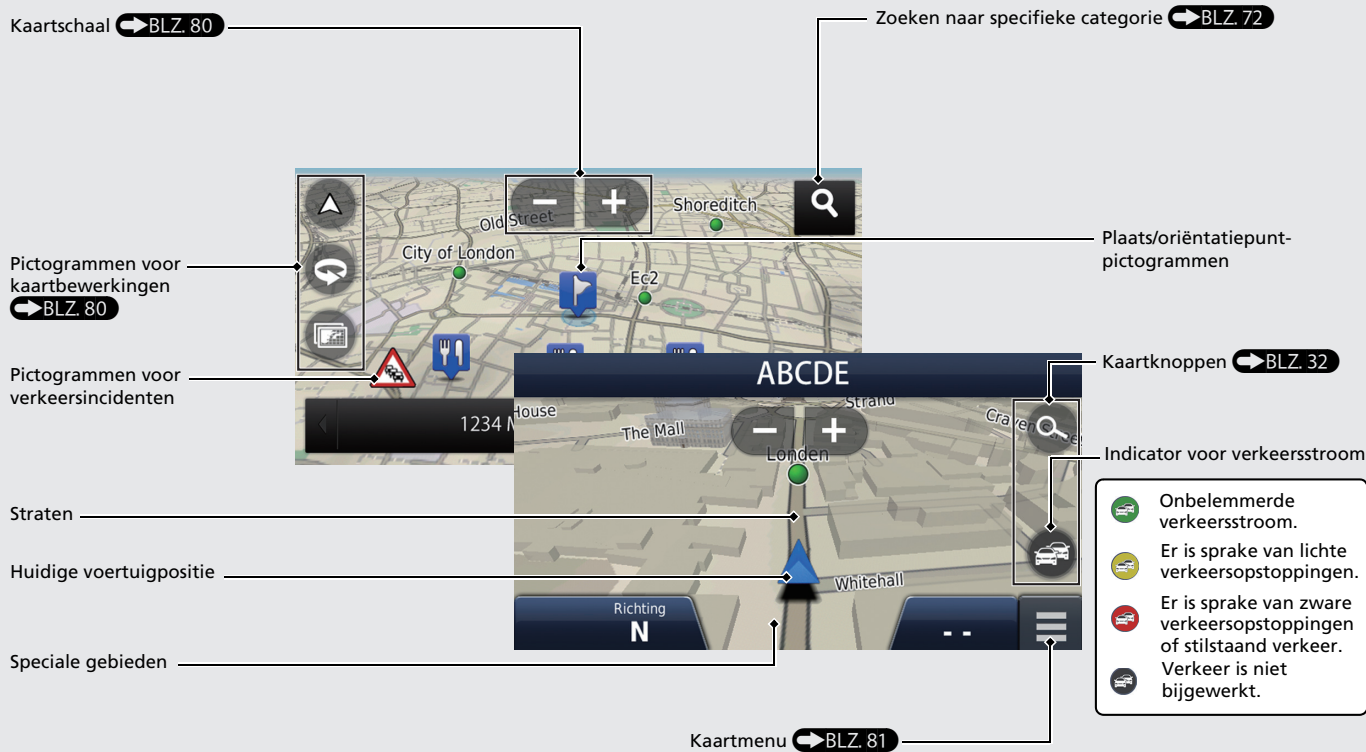 Kaartschaal BLZ. 80
Zoeken naar specifieke categorie BLZ. 72
Shoreditch
Old Street
City of London
Ec2
Plaats/oriëntatiepunt-
pictogrammen
Pictogrammen voor
kaartbewerkingen
BLZ. 80
Pictogrammen voor
verkeersincidenten
1234
ABCDE
Kaartknoppen BLZ. 32
House
The Mall
Strand
Craven Street
Londen
Indicator voor verkeersstroom
Onbelemmerde
verkeersstroom.
Er is sprake van lichte
verkeersopstoppingen.
Er is sprake van zware
verkeersopstoppingen
of stilstaand verkeer.
Verkeer is niet
bijgewerkt.
Straten
Huidige voertuigpositie
Whitehall
Richting
N
- -
Speciale gebieden
Kaartmenu BLZ. 81